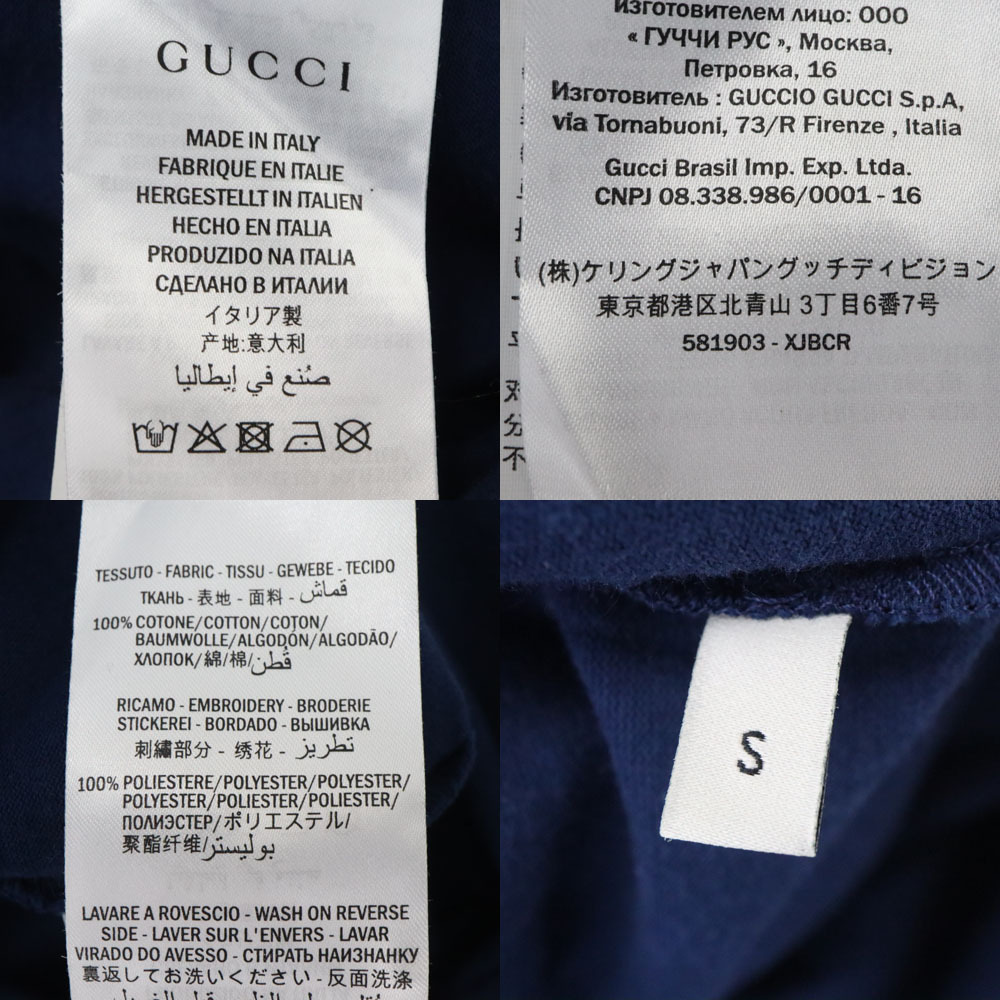 GUCCI
MADE IN ITALY
FABRIQUE EN ITALIE
HERGESTELLT IN ITALIEN
HECHO EN ITALIA
PRODUZIDO NA ITALIA
СДЕЛАНО В ИТАЛИИ
イタリア製
产地:意大利
صُنع في إيطاليا
Изготовителем лицо: ООО
« ГУЧЧИ РУС », Москва,
Петровка, 16
Изготовитель : GUCCIO GUCCI S.p.A,
via Tornabuoni, 73/R Firenze , Italia
Gucci Brasil Imp. Exp. Ltda.
CNPJ 08.338.986/0001 - 16
(株)ケリングジャパングッチディビジョン
東京都港区北青山 3丁目6番7号
581903 - XJBCR
对
分
不
TESSUTO - FABRIC - TISSU - GEWEBE - TECIDO
ТКАНЬ - 表地 - 面料 - قماش
100% COTONE/COTTON/COTON/
BAUMWOLLE/ALGODÓN/ALGODÃO/
ХЛОПОК/綿/棉/قُطن
RICAMO - EMBROIDERY - BRODERIE
STICKEREI - BORDADO - ВЫШИВКА
刺繍部分 - 绣花 - تطريز
100% POLIESTERE/POLYESTER/POLYESTER/
POLYESTER/POLIESTER/POLIESTER/
ПОЛИЭСТЕР/ポリエステル/
聚酯纤维/بوليستر
LAVARE A ROVESCIO - WASH ON REVERSE
SIDE - LAVER SUR L'ENVERS - LAVAR
VIRADO DO AVESSO - СТИРАТЬ НАИЗНАНКУ
裏返してお洗いください - 反面洗涤
S